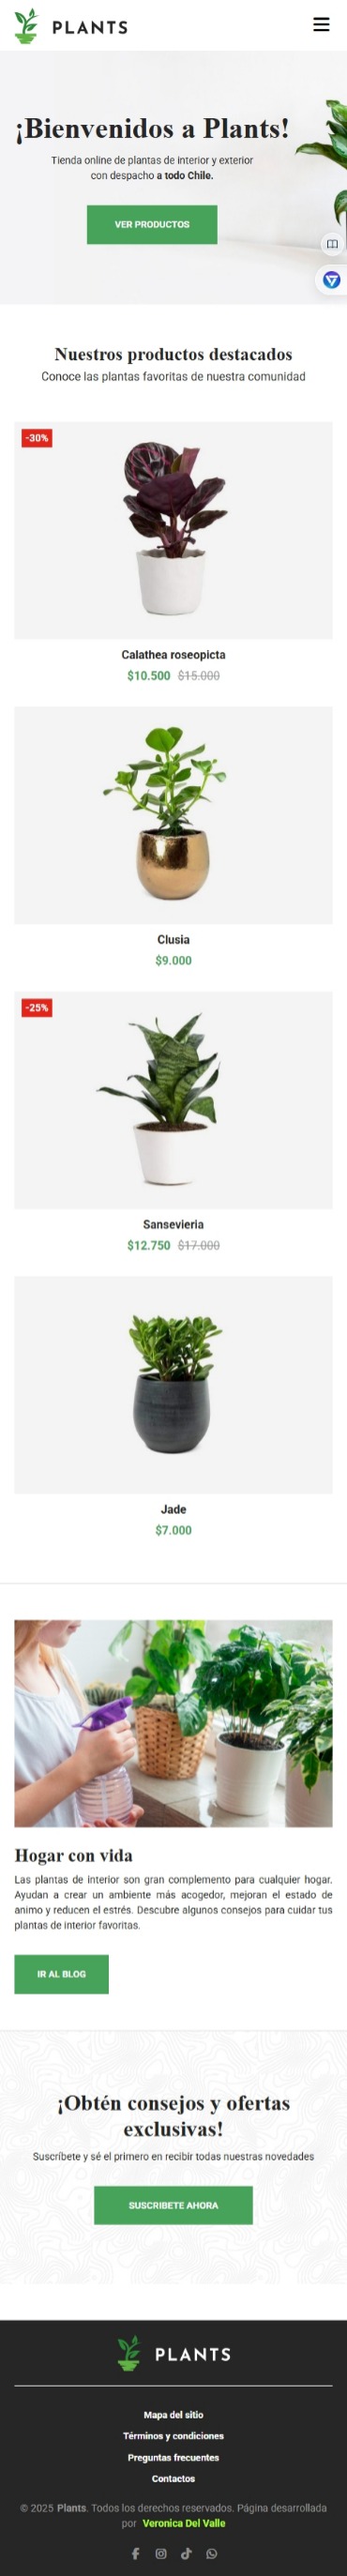 PLANTS
¡Bienvenidos a Plants!
Tienda online de plantas de interior y exterior
con despacho a todo Chile.
VER PRODUCTOS
Nuestros productos destacados
Conoce las plantas favoritas de nuestra comunidad
-30%
Calathea roseopicta
$10.500 $15.000
Clusia
$9.000
-25%
Sansevieria
$12.750 $17.000
Jade
$7.000
Hogar con vida
Las plantas de interior son gran complemento para cualquier hogar.
Ayudan a crear un ambiente más acogedor, mejoran el estado de
animo y reducen el estrés. Descubre algunos consejos para cuidar tus
plantas de interior favoritas.
IR AL BLOG
¡Obtén consejos y ofertas
exclusivas!
Suscríbete y sé el primero en recibir todas nuestras novedades
SUSCRIBETE AHORA
PLANTS
Mapa del sitio
Términos y condiciones
Preguntas frecuentes
Contactos
© 2025 Plants. Todos los derechos reservados. Página desarrollada
por Veronica Del Valle